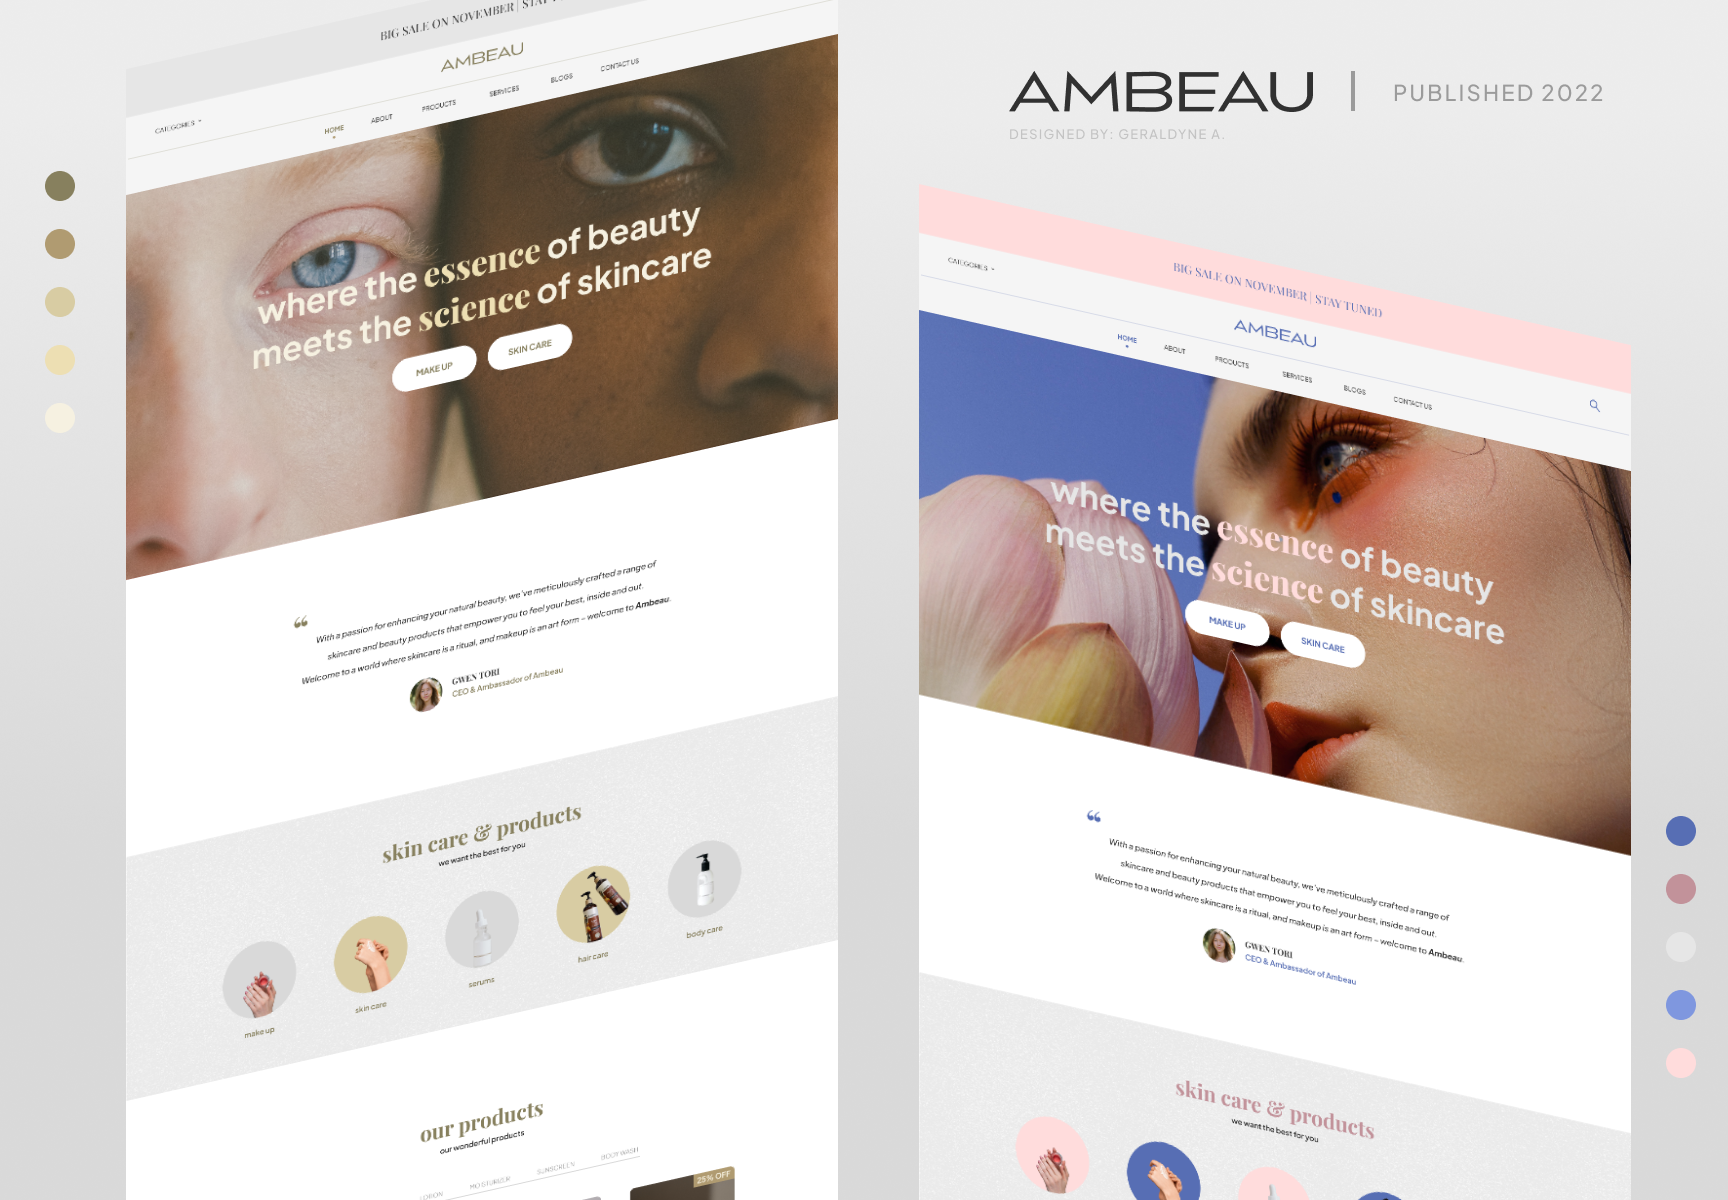 BIG SALE ON NOVEMBER |
AMBEAU
CATEGORIES
HOME
ABOUT
PRODUCTS
SERVICES
BLOGS
CONTACT US
where the essence of beauty
meets the science of skincare
MAKE UP
SKIN CARE
“
With a passion for enhancing your natural beauty, we've meticulously crafted a range of
skincare and beauty products that empower you to feel your best, inside and out.
Welcome to a world where skincare is a ritual, and makeup is an art form – welcome to Ambeau.
GWEN TORI
CEO & Ambassador of Ambeau
skin care & products
we want the best for you
make up
skin care
serums
hair care
body care
our products
our wonderful products
LOTION
MOISTURIZER
SUNSCREEN
BODY WASH
25% OFF
AMBEAU | PUBLISHED 2022
DESIGNED BY: GERALDYNE A.
BIG SALE ON NOVEMBER | STAY TUNED
CATEGORIES
AMBEAU
HOME
ABOUT
PRODUCTS
SERVICES
BLOGS
CONTACT US
where the essence of beauty
meets the science of skincare
MAKE UP
SKIN CARE
“
With a passion for enhancing your natural beauty, we've meticulously crafted a range of
skincare and beauty products that empower you to feel your best, inside and out.
Welcome to a world where skincare is a ritual, and makeup is an art form – welcome to Ambeau.
GWEN TORI
CEO & Ambassador of Ambeau
skin care & products
we want the best for you